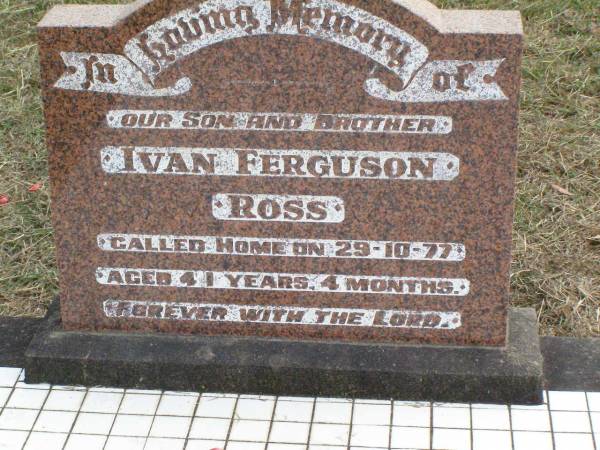 In Loving Memory of
OUR SON AND BROTHER
IVAN FERGUSON
ROSS
CALLED HOME ON 29-10-77
AGED 41 YEARS, 4 MONTHS.
FOREVER WITH THE LORD.